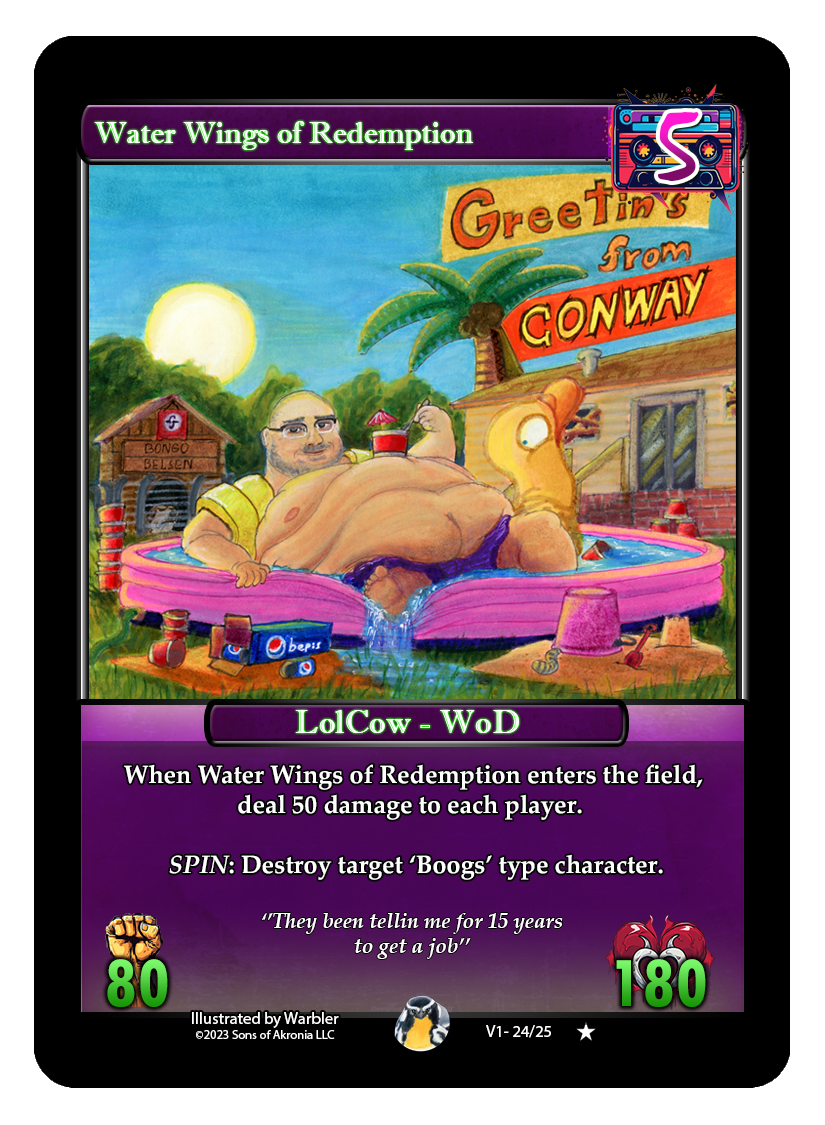 Water Wings of Redemption
S
Greetin's
from
CONWAY
BONGO
BELSEN
bepis
LolCow - WoD
When Water Wings of Redemption enters the field,
deal 50 damage to each player.
SPIN: Destroy target ‘Boogs’ type character.
“They been tellin me for 15 years
to get a job”
80
180
Illustrated by Warbler
©2023 Sons of Akronia LLC
V1- 24/25